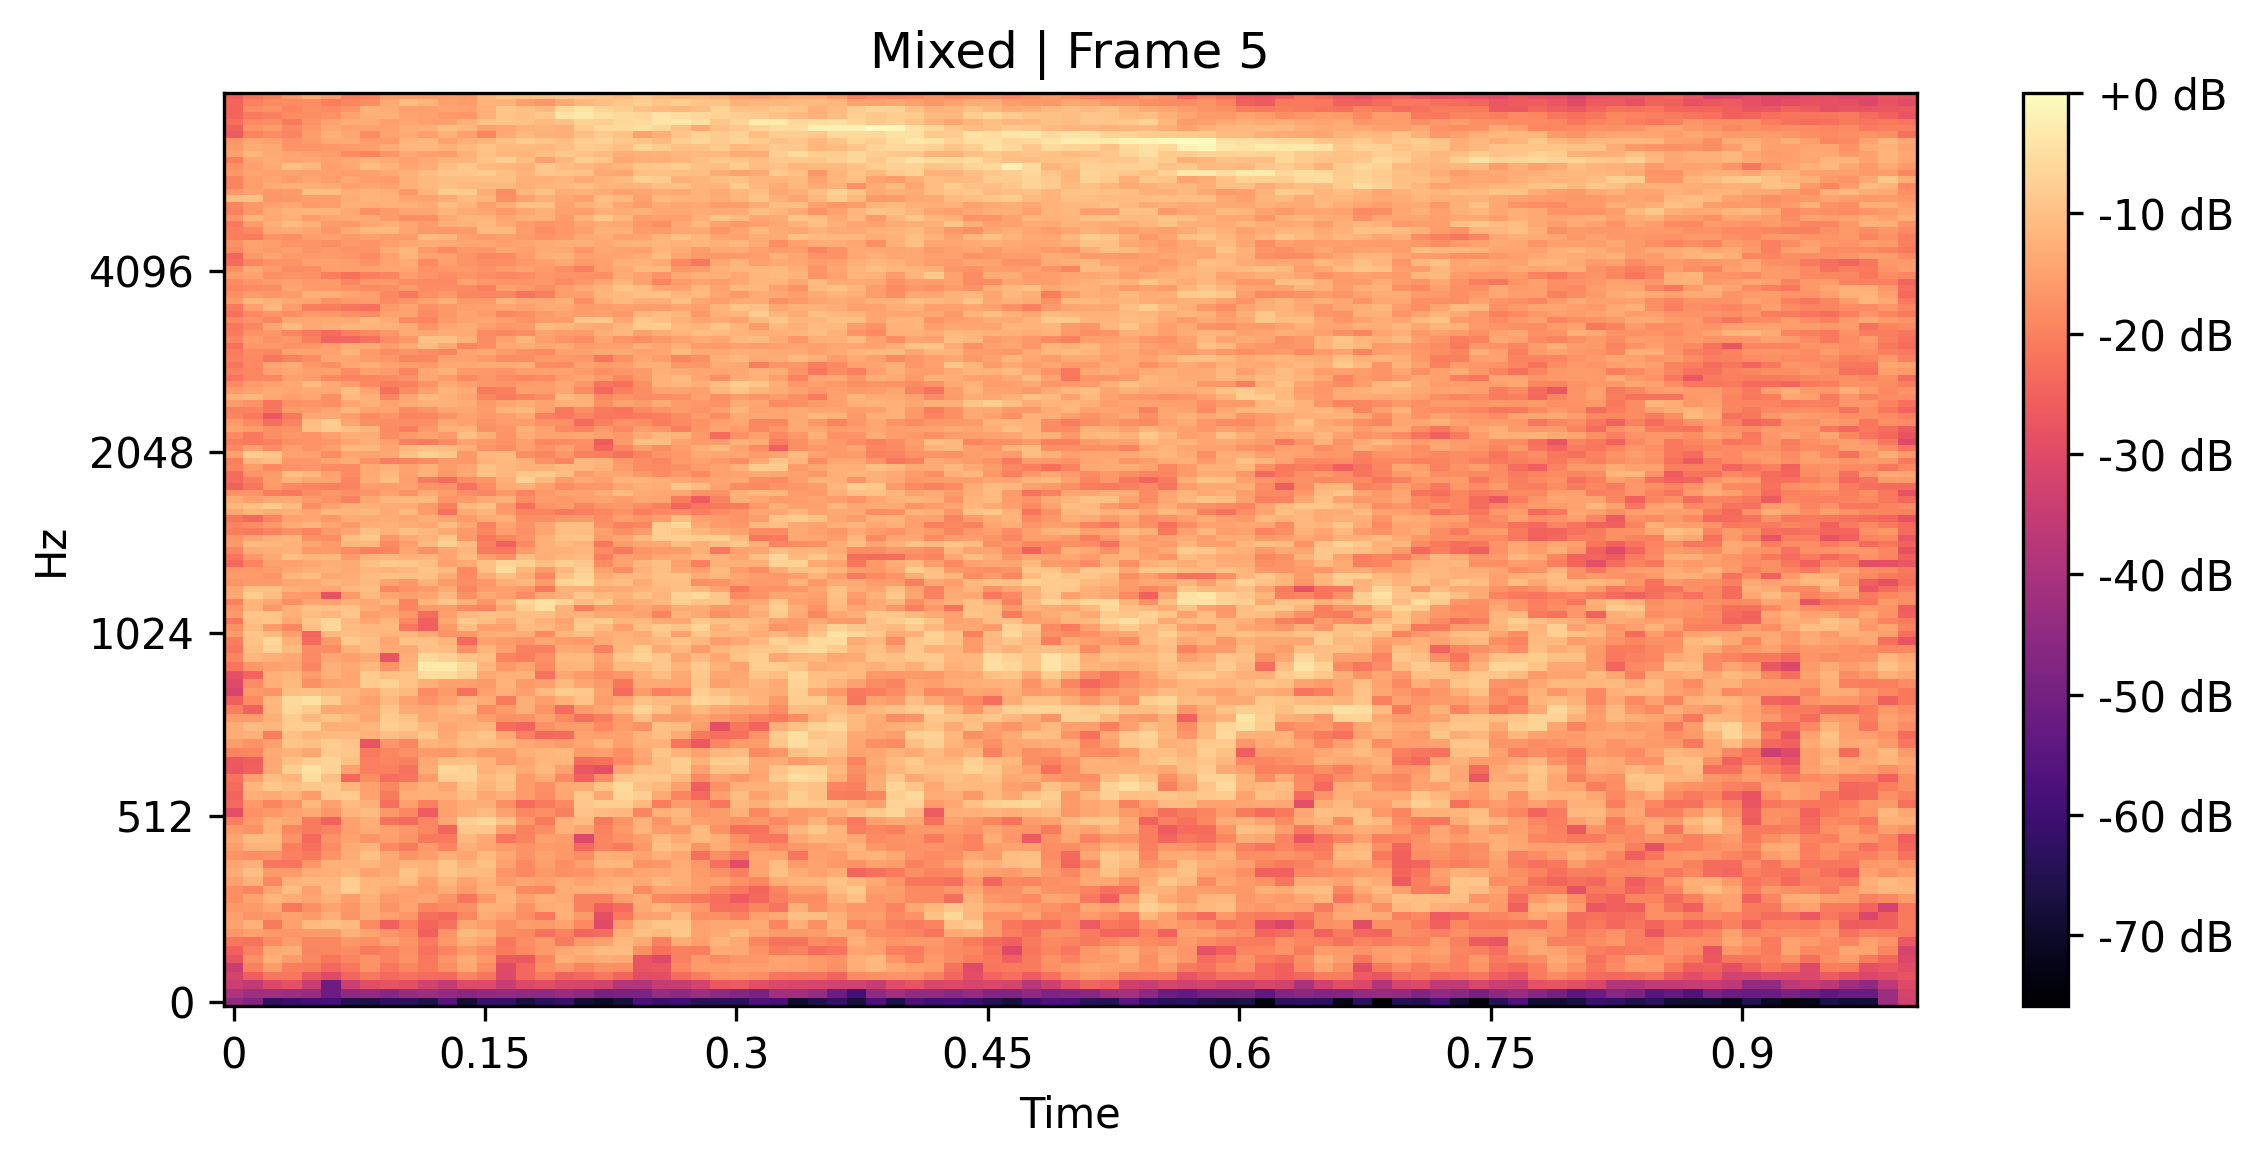 Mixed | Frame 5
+0 dB
-10 dB
-20 dB
-30 dB
-40 dB
-50 dB
-60 dB
-70 dB
Hz
4096
2048
1024
512
0
0 0.15 0.3 0.45 0.6 0.75 0.9
Time